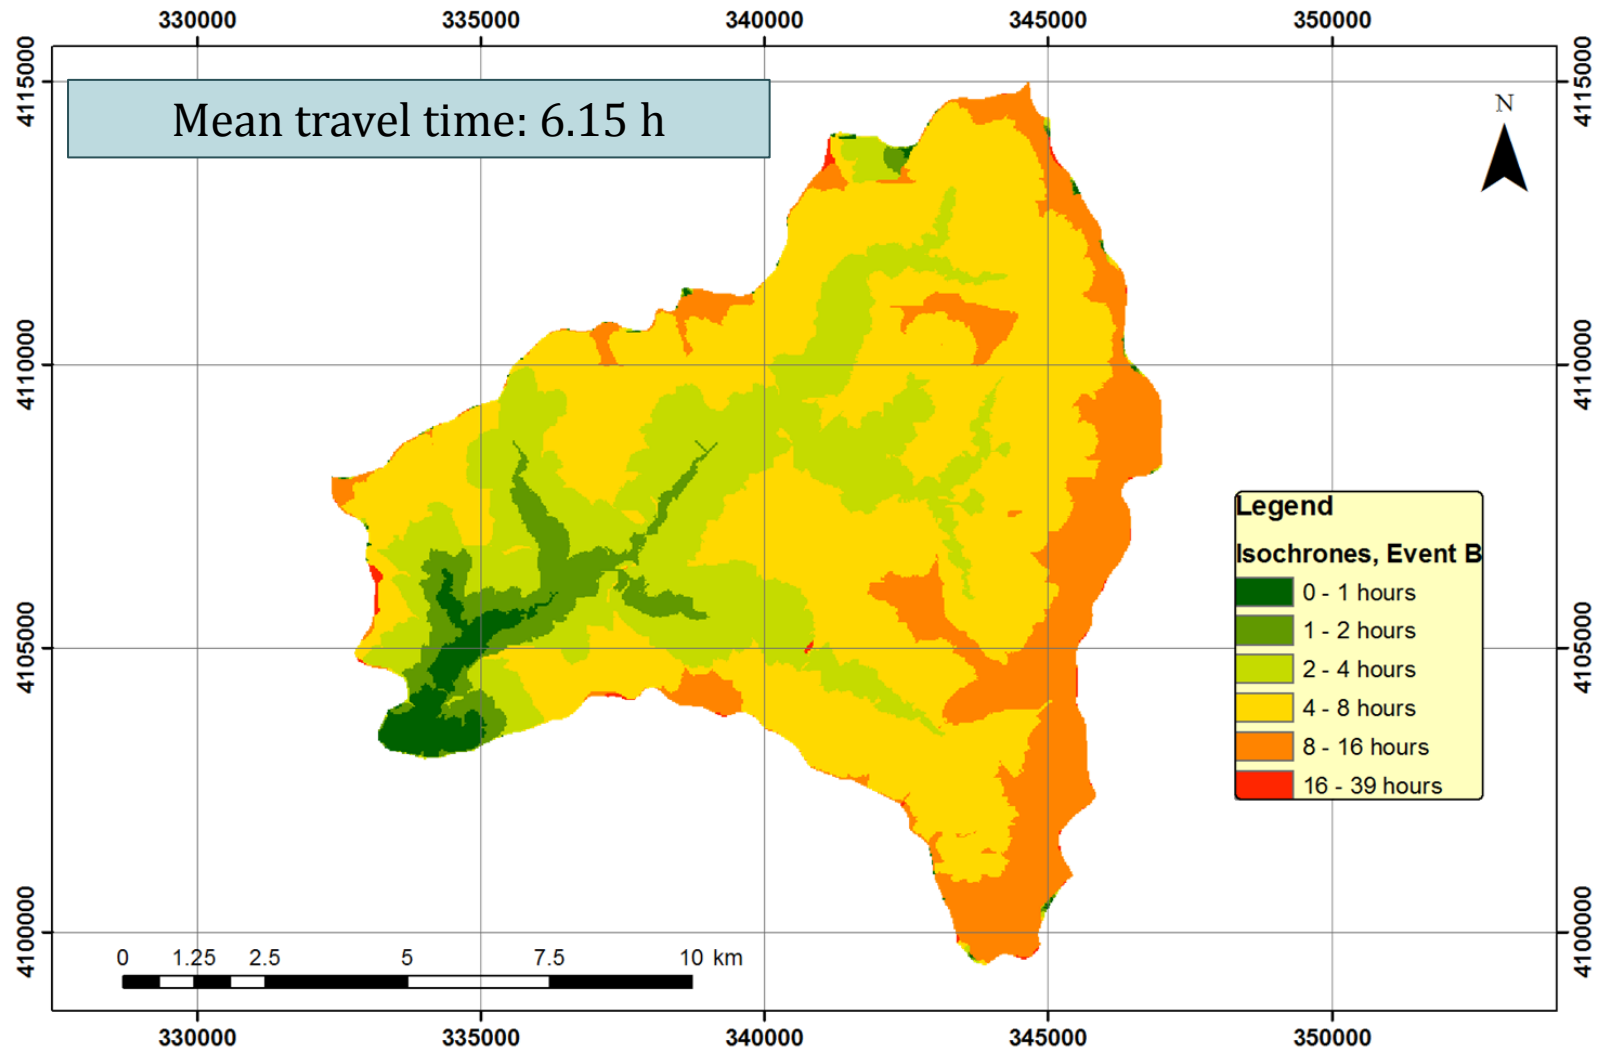 330000 335000 340000 345000 350000
4115000 4115000
Mean travel time: 6.15 h
N
4110000 4110000
Legend
Isochrones, Event B
0 - 1 hours
1 - 2 hours
2 - 4 hours
4 - 8 hours
8 - 16 hours
16 - 39 hours
4105000 4105000
4100000 4100000
0 1.25 2.5 5 7.5 10 km
330000 335000 340000 345000 350000